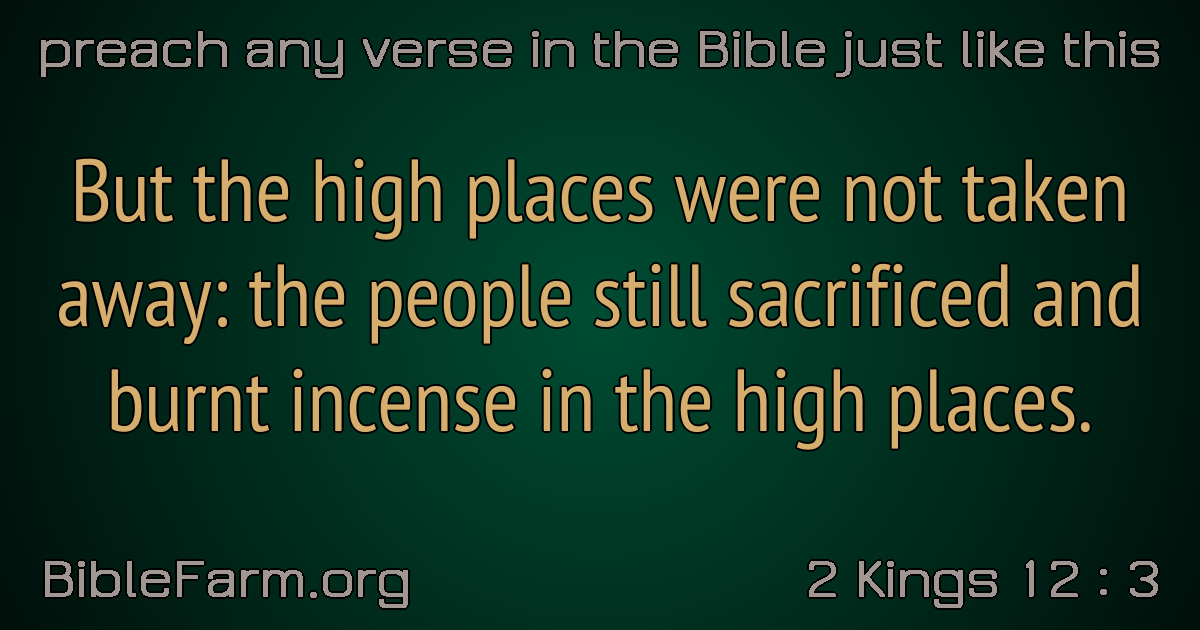 preach any verse in the Bible just like this
But the high places were not taken
away: the people still sacrificed and
burnt incense in the high places.
BibleFarm.org
2 Kings 12 : 3